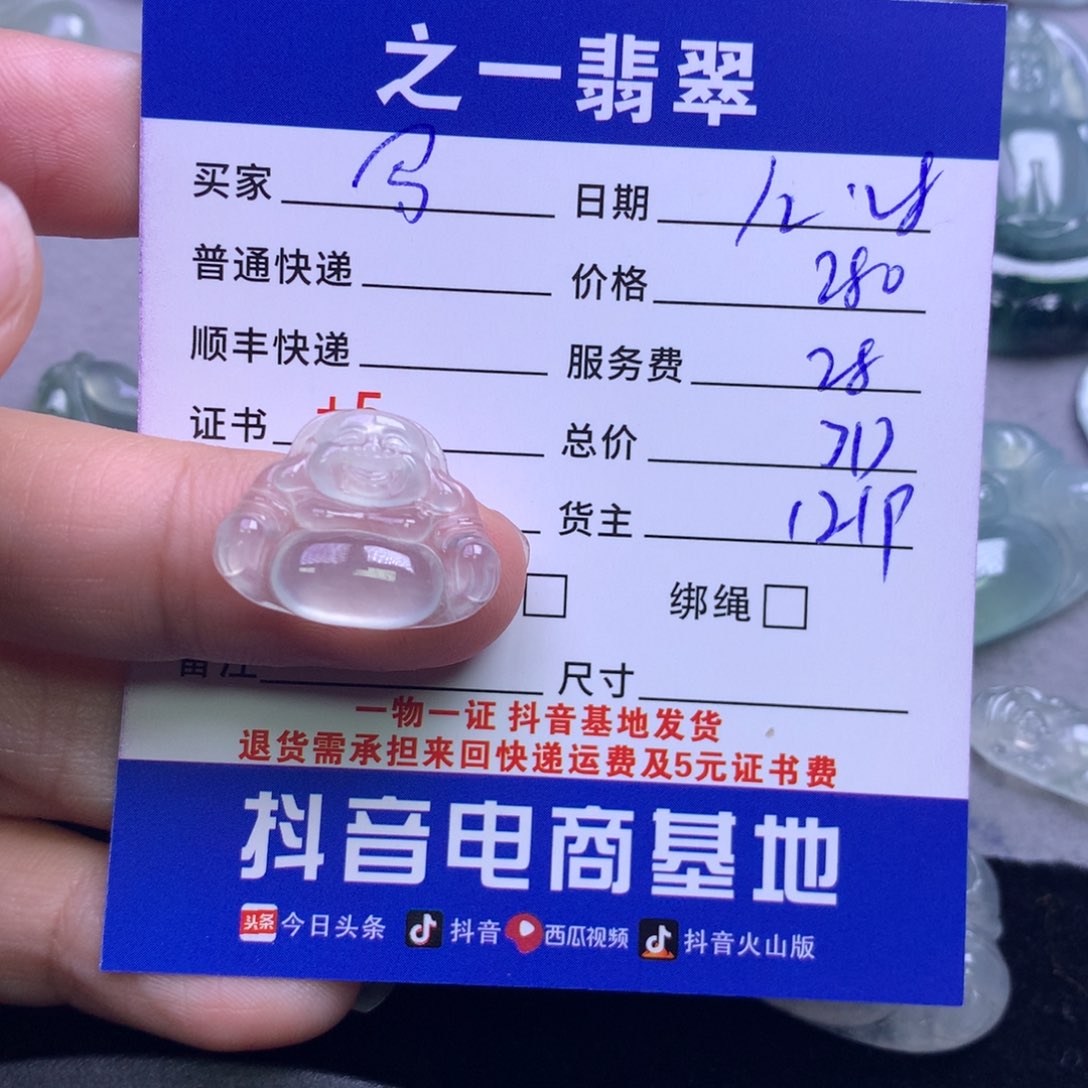 之一翡翠
买家 马 日期
普通快递 价格 280
顺丰快递 服务费 28
证书 +5 总价 313
货主
绑绳
备注 尺寸
一物一证 抖音基地发货
退货需承担来回快递运费及5元证书费
抖音电商基地
头条 今日头条 抖音 西瓜视频 抖音火山版